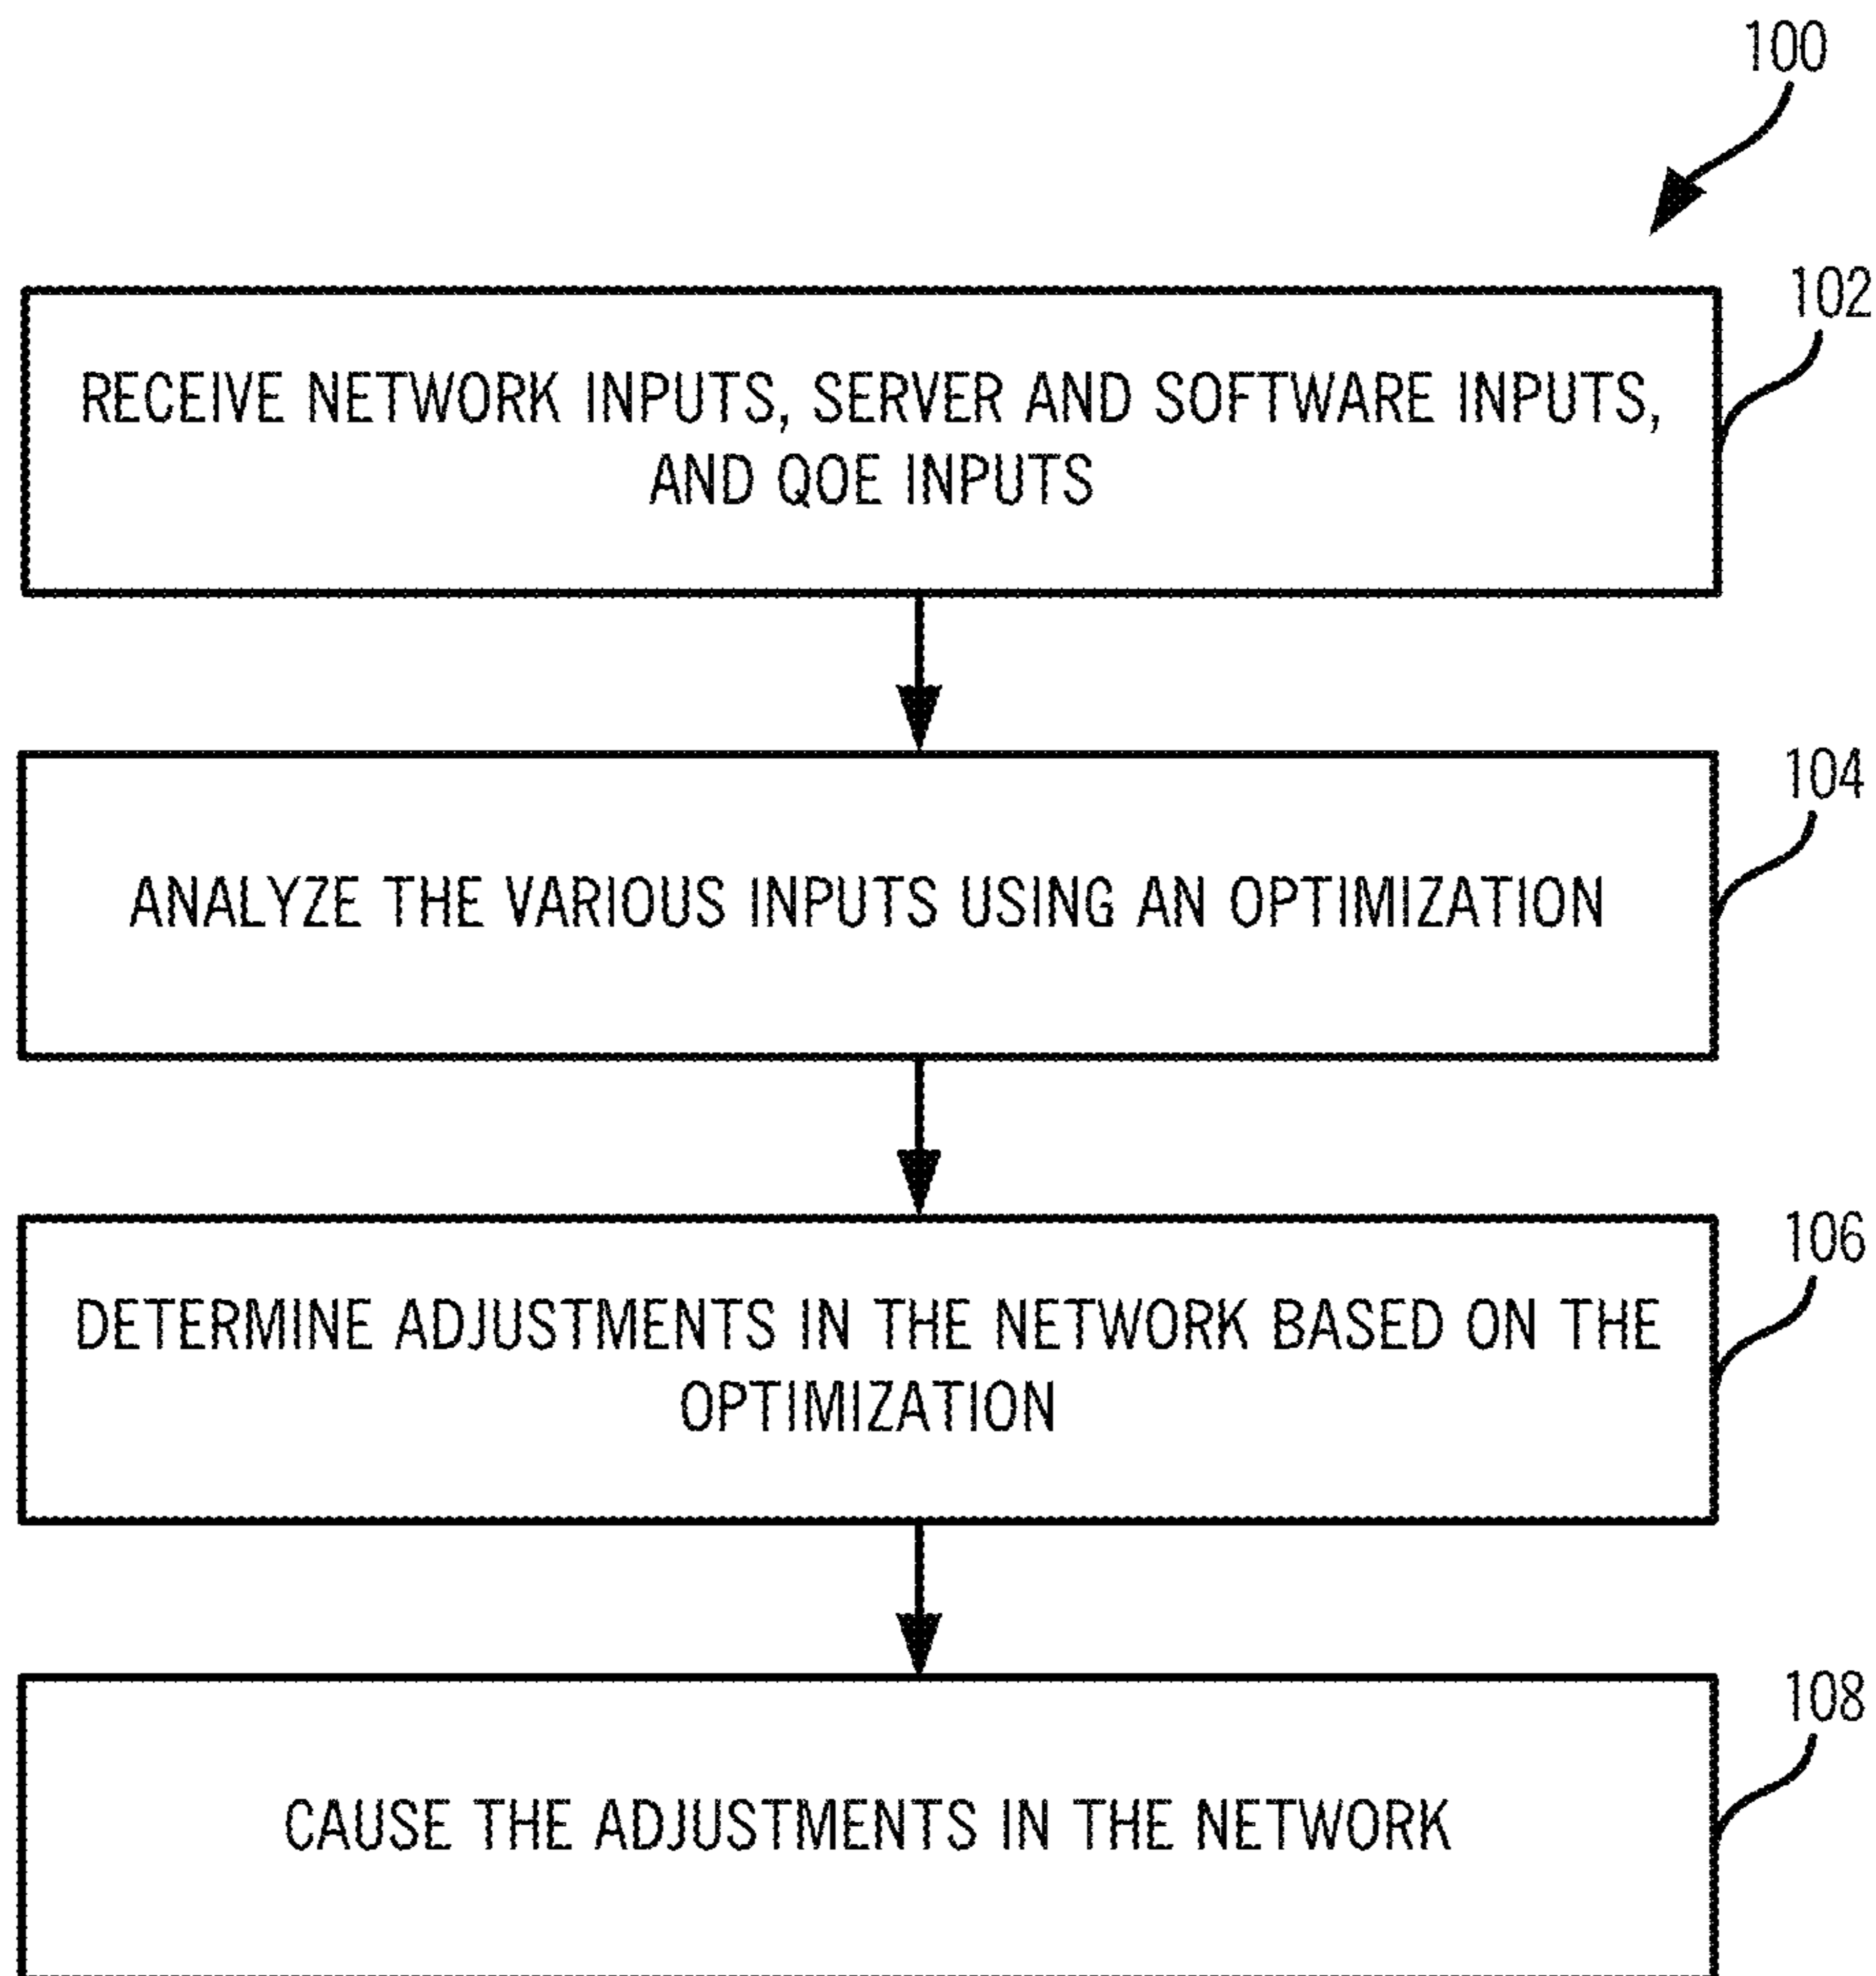 100
102
RECEIVE NETWORK INPUTS, SERVER AND SOFTWARE INPUTS,
AND QOE INPUTS
104
ANALYZE THE VARIOUS INPUTS USING AN OPTIMIZATION
106
DETERMINE ADJUSTMENTS IN THE NETWORK BASED ON THE
OPTIMIZATION
108
CAUSE THE ADJUSTMENTS IN THE NETWORK